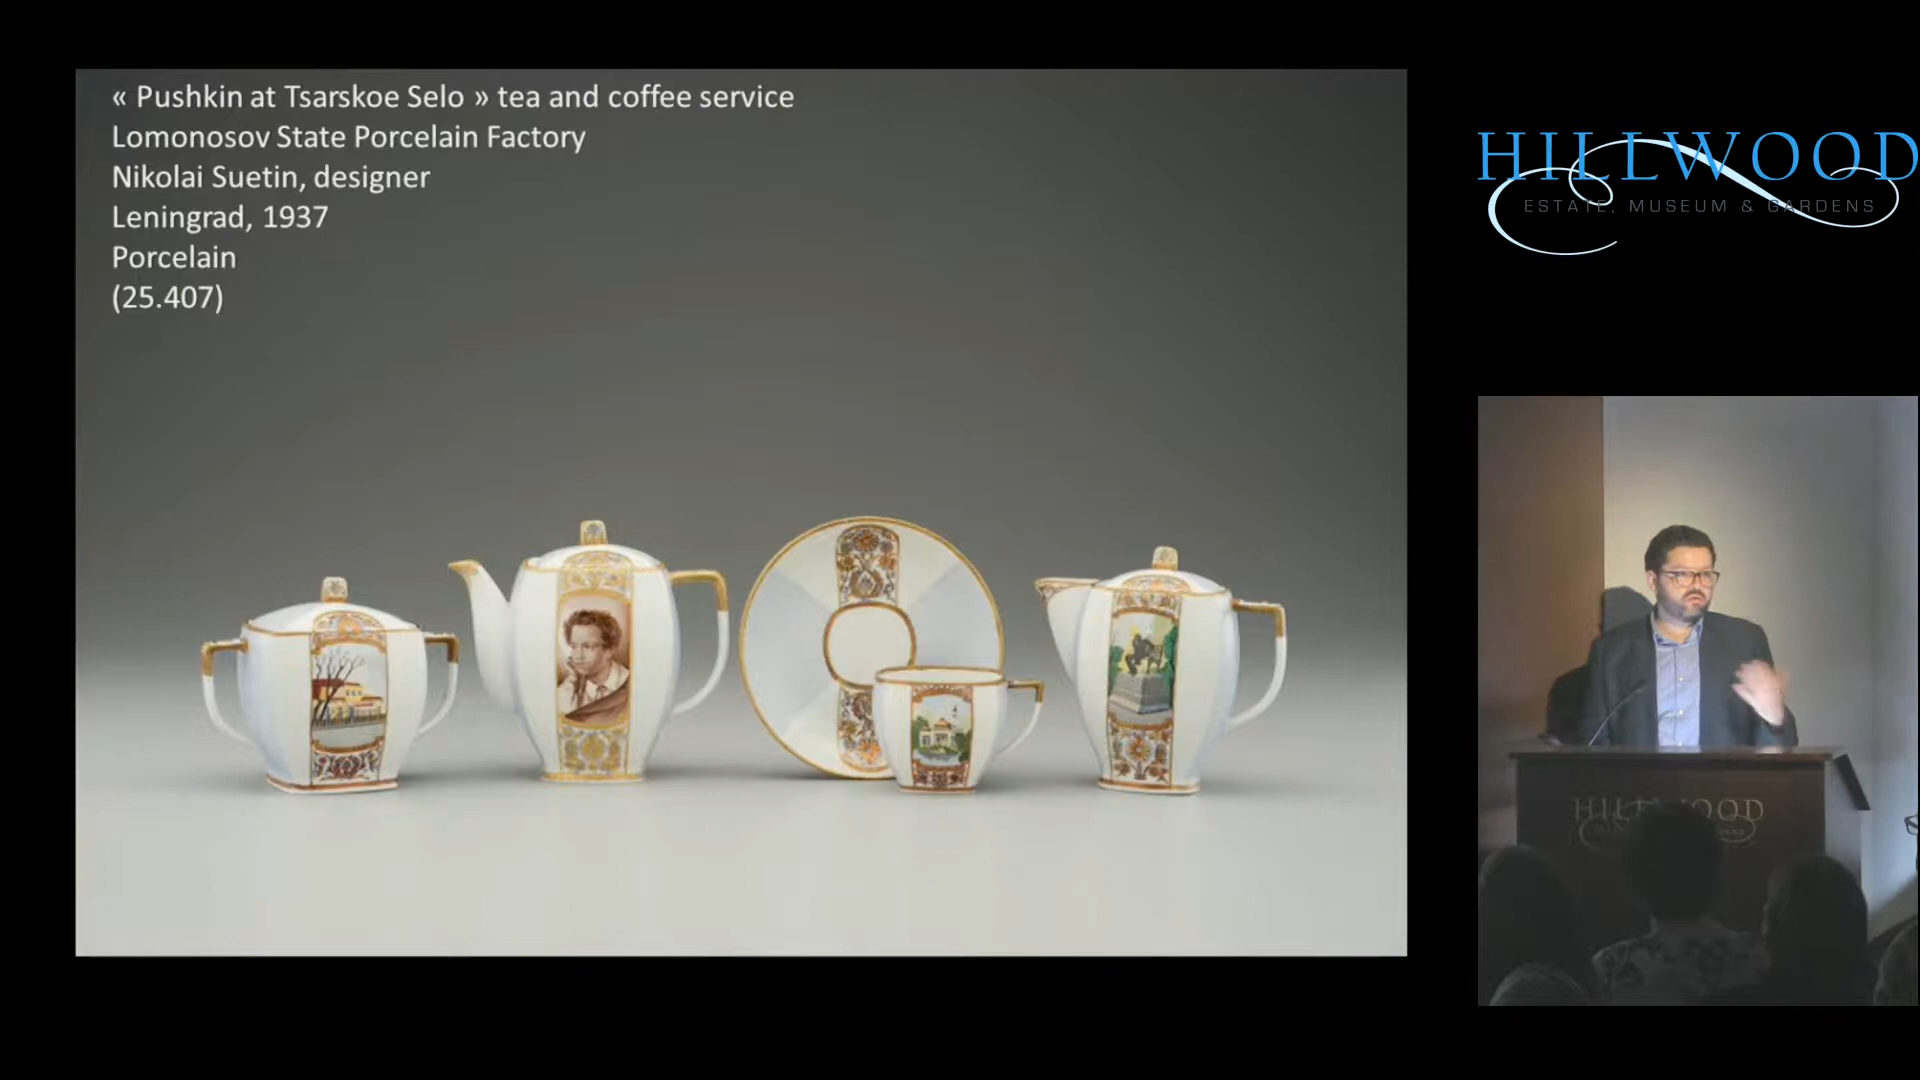 « Pushkin at Tsarskoe Selo » tea and coffee service
Lomonosov State Porcelain Factory
Nikolai Suetin, designer
Leningrad, 1937
Porcelain
(25.407)
HILLWOOD
ESTATE, MUSEUM & GARDENS
HILLWOOD